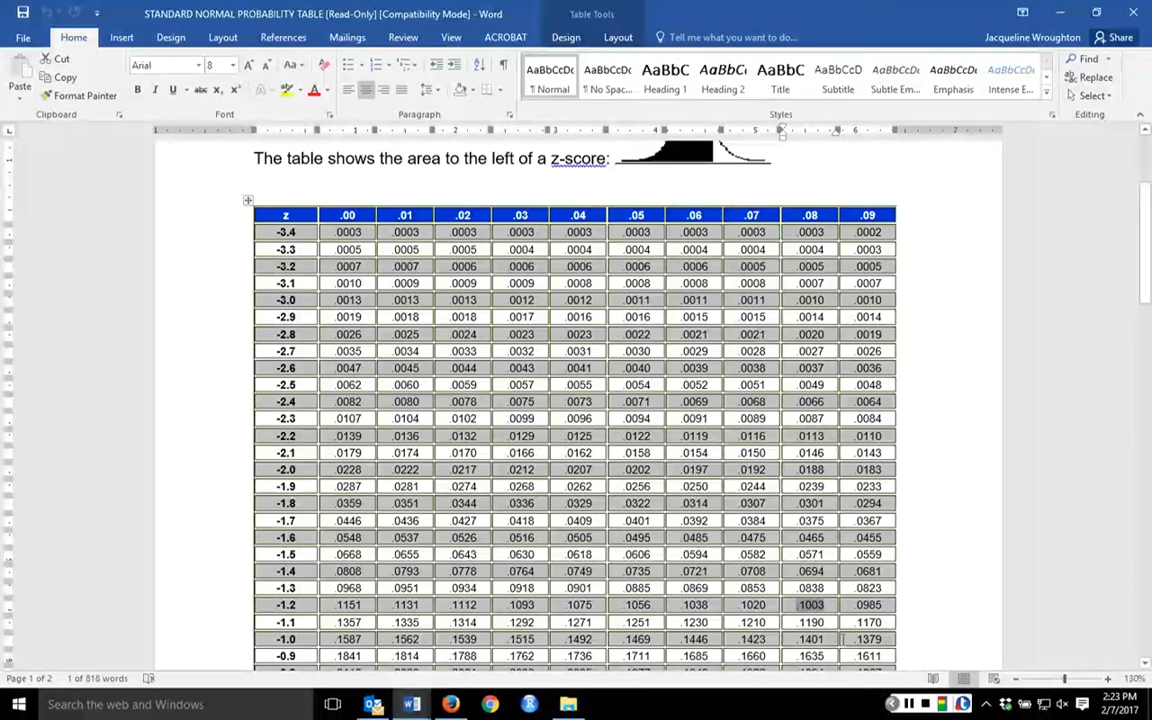 STANDARD NORMAL PROBABILITY TABLE [Read-Only] [Compatibility Mode] - Word
Table Tools
File Home Insert Design Layout References Mailings Review View ACROBAT Design Layout Tell me what you want to do... Jacqueline Wroughton Share
Paste
Cut
Copy
Format Painter
Clipboard
Arial 8
Font
Paragraph
AaBbCcDc AaBbCcDc AaBbC AaBbCc AaBbC AaBbCcD AaBbCcDc AaBbCcDc AaBbCcDc
¶ Normal ¶ No Spac... Heading 1 Heading 2 Title Subtitle Subtle Em... Emphasis Intense E...
Styles
Find
Replace
Select
Editing
The table shows the area to the left of a z-score:
z .00 .01 .02 .03 .04 .05 .06 .07 .08 .09
-3.4 .0003 .0003 .0003 .0003 .0003 .0003 .0003 .0003 .0003 .0002
-3.3 .0005 .0005 .0005 .0004 .0004 .0004 .0004 .0004 .0004 .0003
-3.2 .0007 .0007 .0006 .0006 .0006 .0006 .0006 .0005 .0005 .0005
-3.1 .0010 .0009 .0009 .0009 .0008 .0008 .0008 .0008 .0007 .0007
-3.0 .0013 .0013 .0013 .0012 .0012 .0011 .0011 .0011 .0010 .0010
-2.9 .0019 .0018 .0018 .0017 .0016 .0016 .0015 .0015 .0014 .0014
-2.8 .0026 .0025 .0024 .0023 .0023 .0022 .0021 .0021 .0020 .0019
-2.7 .0035 .0034 .0033 .0032 .0031 .0030 .0029 .0028 .0027 .0026
-2.6 .0047 .0045 .0044 .0043 .0041 .0040 .0039 .0038 .0037 .0036
-2.5 .0062 .0060 .0059 .0057 .0055 .0054 .0052 .0051 .0049 .0048
-2.4 .0082 .0080 .0078 .0075 .0073 .0071 .0069 .0068 .0066 .0064
-2.3 .0107 .0104 .0102 .0099 .0096 .0094 .0091 .0089 .0087 .0084
-2.2 .0139 .0136 .0132 .0129 .0125 .0122 .0119 .0116 .0113 .0110
-2.1 .0179 .0174 .0170 .0166 .0162 .0158 .0154 .0150 .0146 .0143
-2.0 .0228 .0222 .0217 .0212 .0207 .0202 .0197 .0192 .0188 .0183
-1.9 .0287 .0281 .0274 .0268 .0262 .0256 .0250 .0244 .0239 .0233
-1.8 .0359 .0351 .0344 .0336 .0329 .0322 .0314 .0307 .0301 .0294
-1.7 .0446 .0436 .0427 .0418 .0409 .0401 .0392 .0384 .0375 .0367
-1.6 .0548 .0537 .0526 .0516 .0505 .0495 .0485 .0475 .0465 .0455
-1.5 .0668 .0655 .0643 .0630 .0618 .0606 .0594 .0582 .0571 .0559
-1.4 .0808 .0793 .0778 .0764 .0749 .0735 .0721 .0708 .0694 .0681
-1.3 .0968 .0951 .0934 .0918 .0901 .0885 .0869 .0853 .0838 .0823
-1.2 .1151 .1131 .1112 .1093 .1075 .1056 .1038 .1020 .1003 .0985
-1.1 .1357 .1335 .1314 .1292 .1271 .1251 .1230 .1210 .1190 .1170
-1.0 .1587 .1562 .1539 .1515 .1492 .1469 .1446 .1423 .1401 .1379
-0.9 .1841 .1814 .1788 .1762 .1736 .1711 .1685 .1660 .1635 .1611
Page 1 of 2 1 of 818 words 130%
Search the web and Windows
2:23 PM
2/7/2017